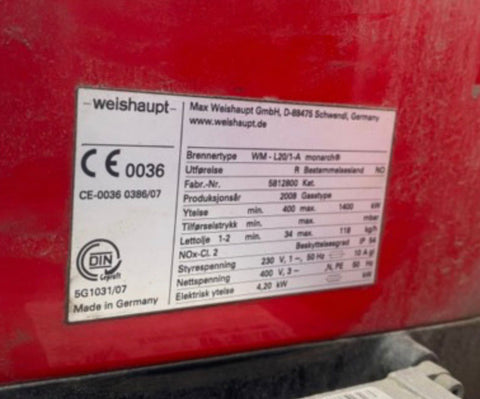 -weishaupt-
CE 0036
CE-0036 0386/07
DIN
Geprüft
5G1031/07
Made in Germany
Max Weishaupt GmbH, D-88475 Schwendi, Germany
www.weishaupt.de
Brennertype WM - L20/1-A monarch®
Utførelse R Bestemmelsesland NO
Fabr.-Nr. 5812800 Kat.
Produksjonsår 2008 Gasstype
Ytelse min. 400 max. 1400 kW
Tilførselstrykk min. max. mbar
Lettolje 1-2 min. 34 max. 118 kg/h
NOx-Cl. 2 Beskyttelsesgrad IP 54
Styrespenning 230 V, 1~, 50 Hz 10 A gl
Nettspenning 400 V, 3~ N, PE 50 Hz
Elektrisk ytelse 4,20 kW kW